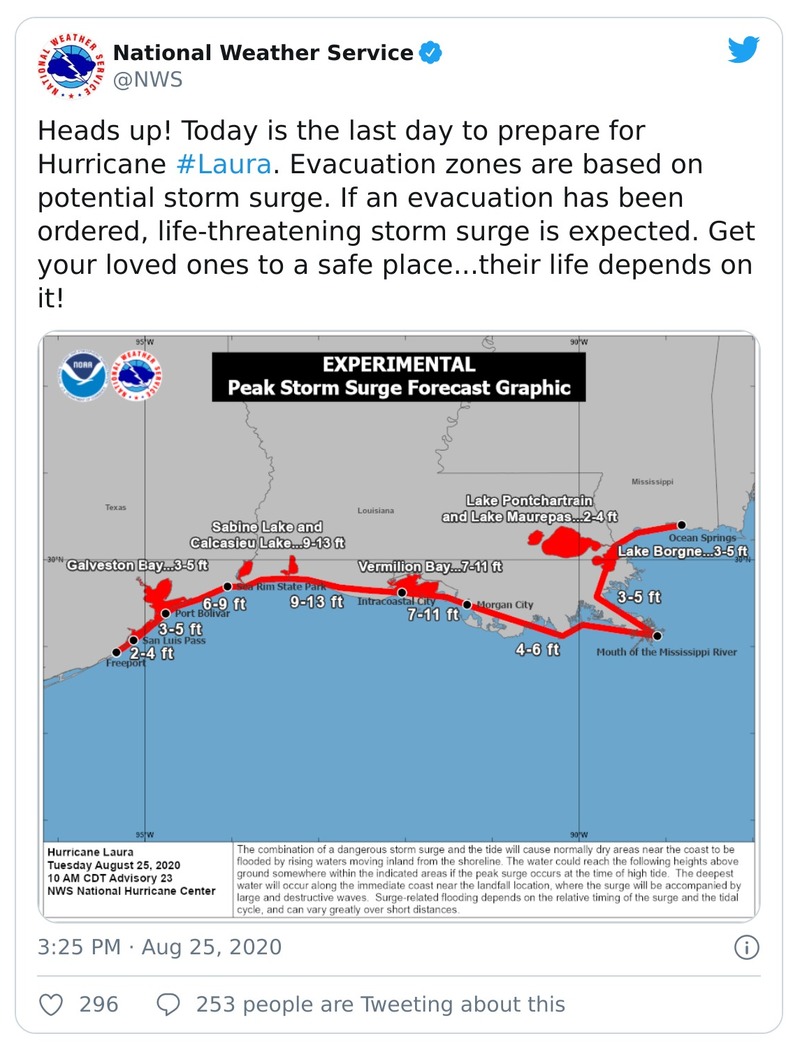 National Weather Service
@NWS
Heads up! Today is the last day to prepare for
Hurricane #Laura. Evacuation zones are based on
potential storm surge. If an evacuation has been
ordered, life-threatening storm surge is expected. Get
your loved ones to a safe place...their life depends on
it!
NATIONAL WEATHER SERVICE
NOAA
95°W
90°W
EXPERIMENTAL
Peak Storm Surge Forecast Graphic
Texas
Louisiana
Mississippi
Lake Pontchartrain
and Lake Maurepas...2-4 ft
Sabine Lake and
Calcasieu Lake...9-13 ft
Ocean Springs
Lake Borgne...3-5 ft
30°N
30°N
Galveston Bay...3-5 ft
Vermilion Bay...7-11 ft
Sea Rim State Park
6-9 ft
9-13 ft
Intracoastal City
Morgan City
3-5 ft
Port Bolivar
7-11 ft
3-5 ft
San Luis Pass
2-4 ft
Freeport
4-6 ft
Mouth of the Mississippi River
95°W
90°W
Hurricane Laura
Tuesday August 25, 2020
10 AM CDT Advisory 23
NWS National Hurricane Center
The combination of a dangerous storm surge and the tide will cause normally dry areas near the coast to be
flooded by rising waters moving inland from the shoreline. The water could reach the following heights above
ground somewhere within the indicated areas if the peak surge occurs at the time of high tide. The deepest
water will occur along the immediate coast near the landfall location, where the surge will be accompanied by
large and destructive waves. Surge-related flooding depends on the relative timing of the surge and the tidal
cycle, and can vary greatly over short distances.
3:25 PM · Aug 25, 2020
296
253 people are Tweeting about this